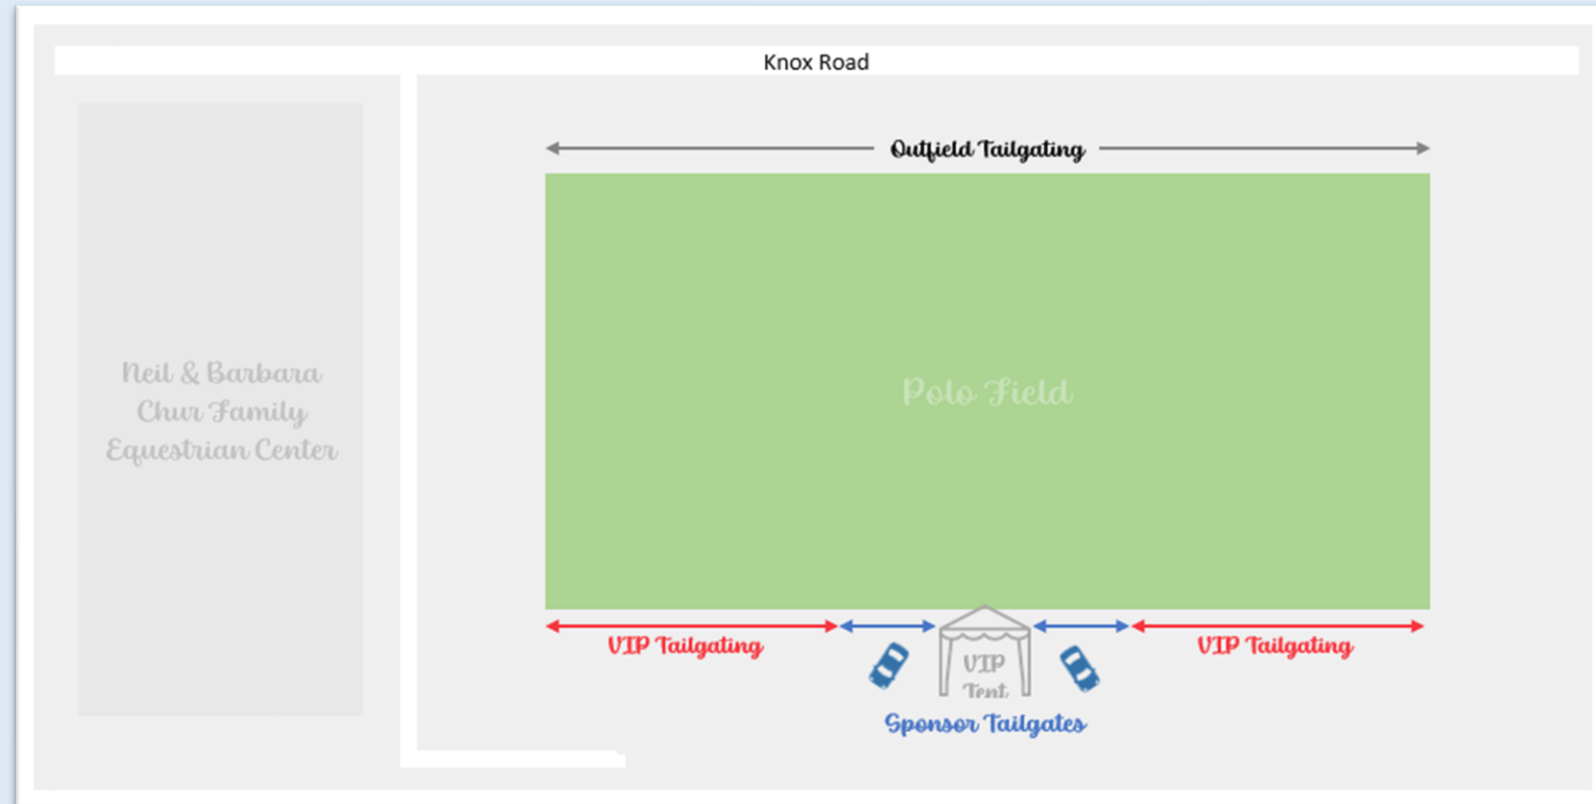 Knox Road
Outfield Tailgating
Neil & Barbara
Chur Family
Equestrian Center
Polo Field
VIP Tailgating
VIP Tailgating
VIP
Tent
Sponsor Tailgates